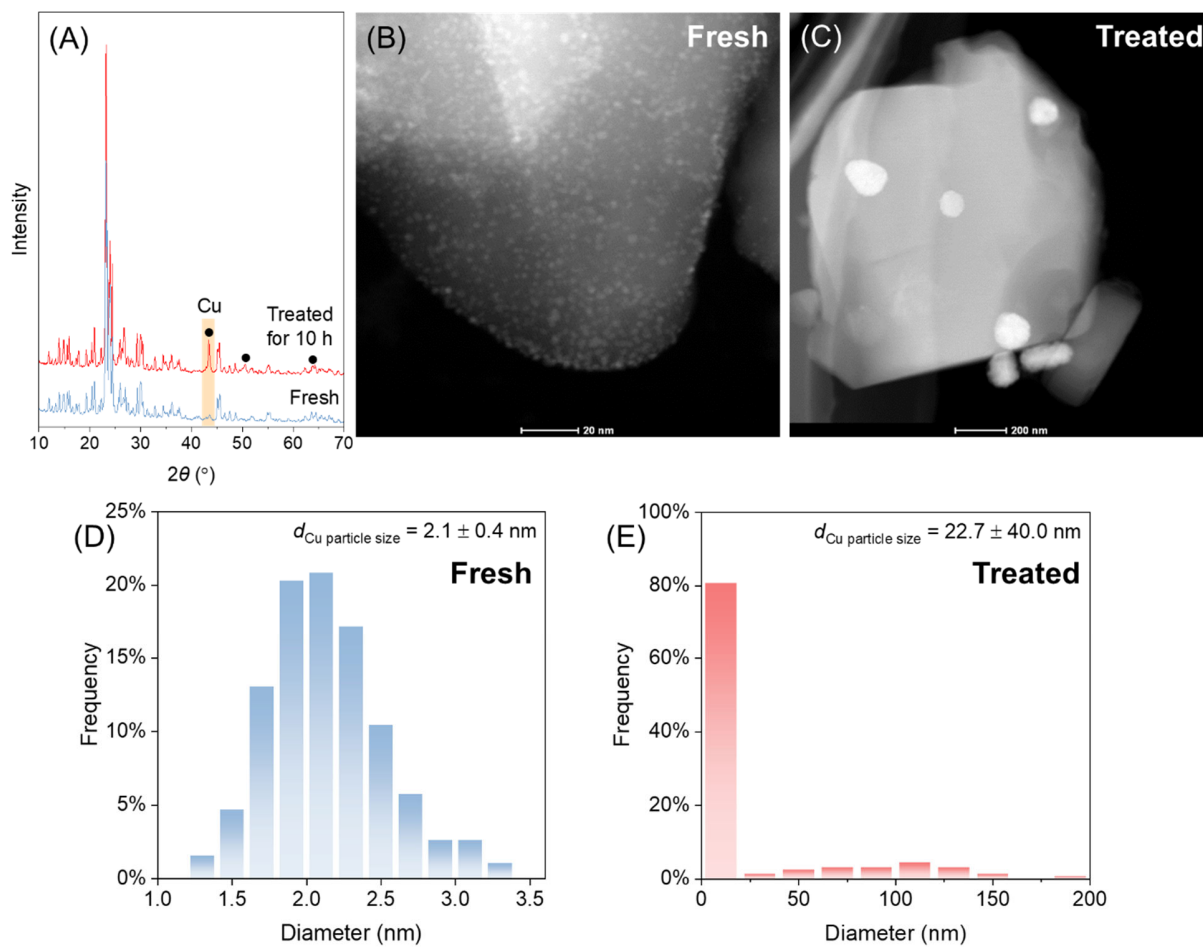 (A)
Intensity
Cu
Treated
for 10 h
Fresh
10 20 30 40 50 60 70
2θ (°)
(B)
Fresh
20 nm
(C)
Treated
200 nm
(D)
d Cu particle size = 2.1 ± 0.4 nm
Fresh
Frequency
25%
20%
15%
10%
5%
0%
1.0 1.5 2.0 2.5 3.0 3.5
Diameter (nm)
(E)
d Cu particle size = 22.7 ± 40.0 nm
Treated
Frequency
100%
80%
60%
40%
20%
0%
0 50 100 150 200
Diameter (nm)